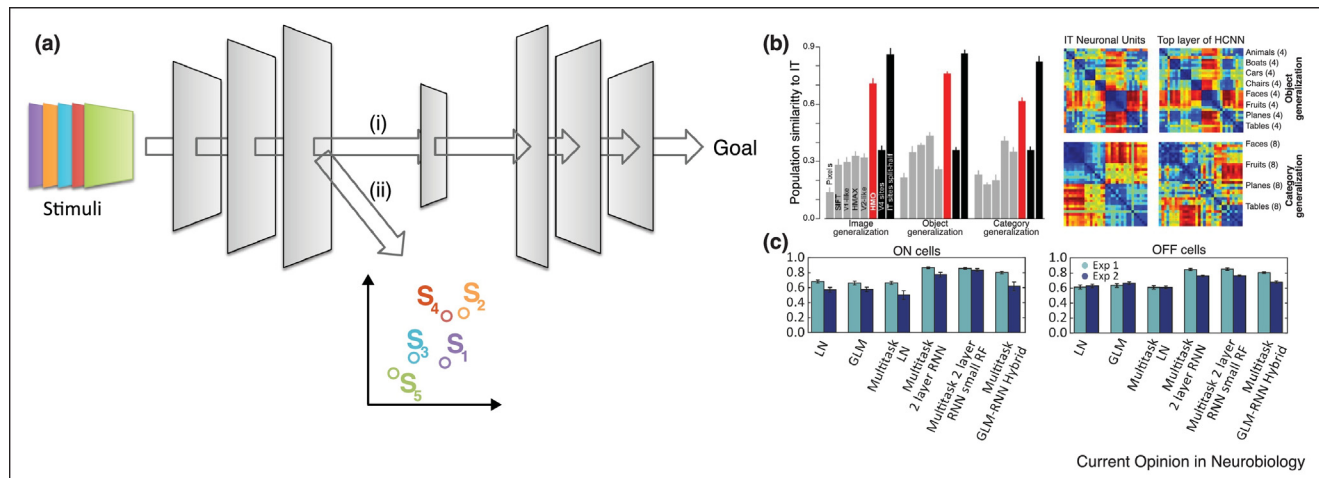 (a)
Stimuli
(i)
(ii)
Goal
S4
S2
S3
S1
S5
(b)
Population similaritty to IT
0.9
0.6
0.3
0.0
Pixels
SIFT
V1-like
HMAX
V2-like
HMO
V4 sites
IT sites split-half
Image
generalization
Object
generalization
Category
generalization
IT Neuronal Units
Top layer of HCNN
Animals (4)
Boats (4)
Cars (4)
Chairs (4)
Faces (4)
Fruits (4)
Planes (4)
Tables (4)
Object
generalization
Faces (8)
Fruits (8)
Planes (8)
Tables (8)
Category
generalization
(c)
ON cells
1.0
0.8
0.6
0.4
0.2
0.0
LN
GLM
Multitask
LN
Multitask
2 layer RNN
Multitask 2 layer
RNN small RF
Multitask
GLM-RNN Hybrid
OFF cells
Exp 1
Exp 2
1.0
0.8
0.6
0.4
0.2
0.0
LN
GLM
Multitask
LN
Multitask
2 layer RNN
Multitask 2 layer
RNN small RF
Multitask
GLM-RNN Hybrid
Current Opinion in Neurobiology